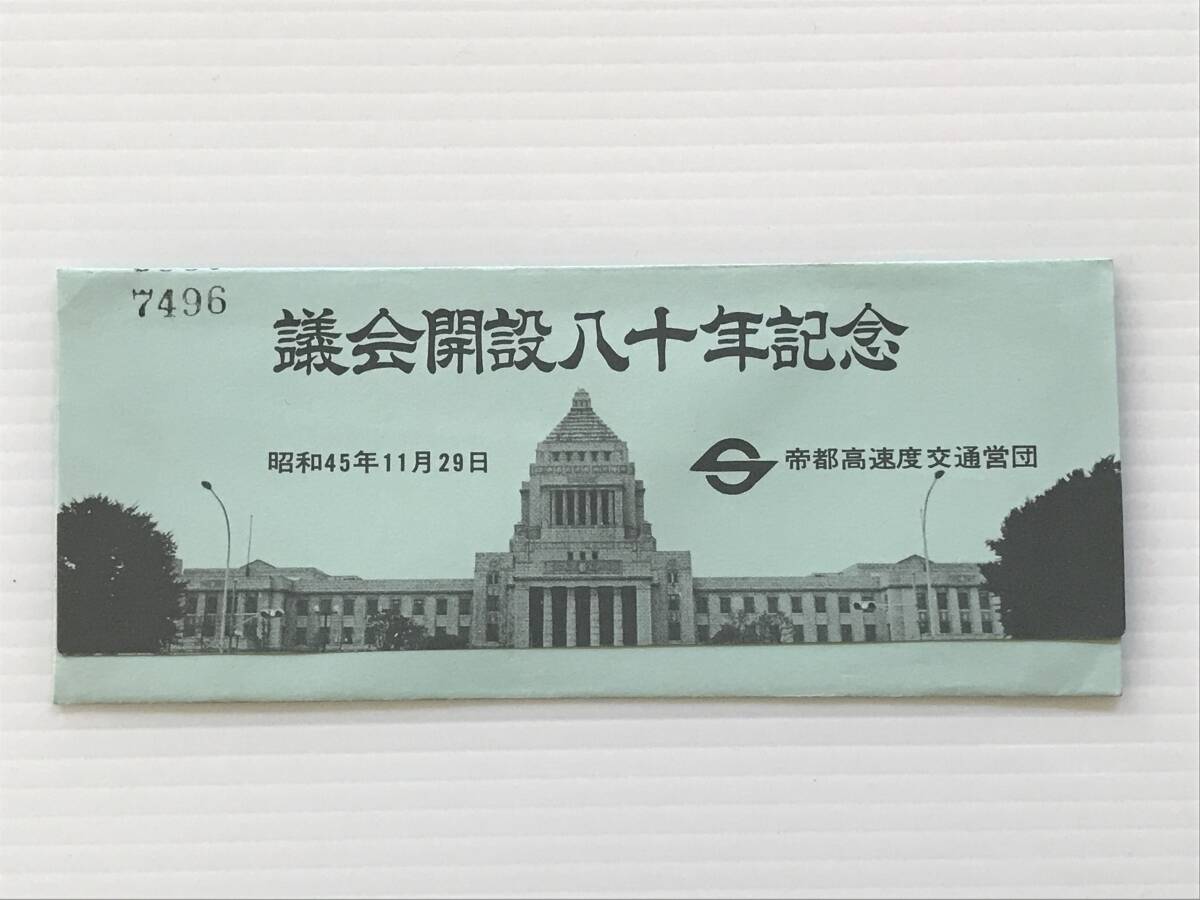 7496
議会開設八十年記念
昭和45年11月29日
帝都高速度交通営団